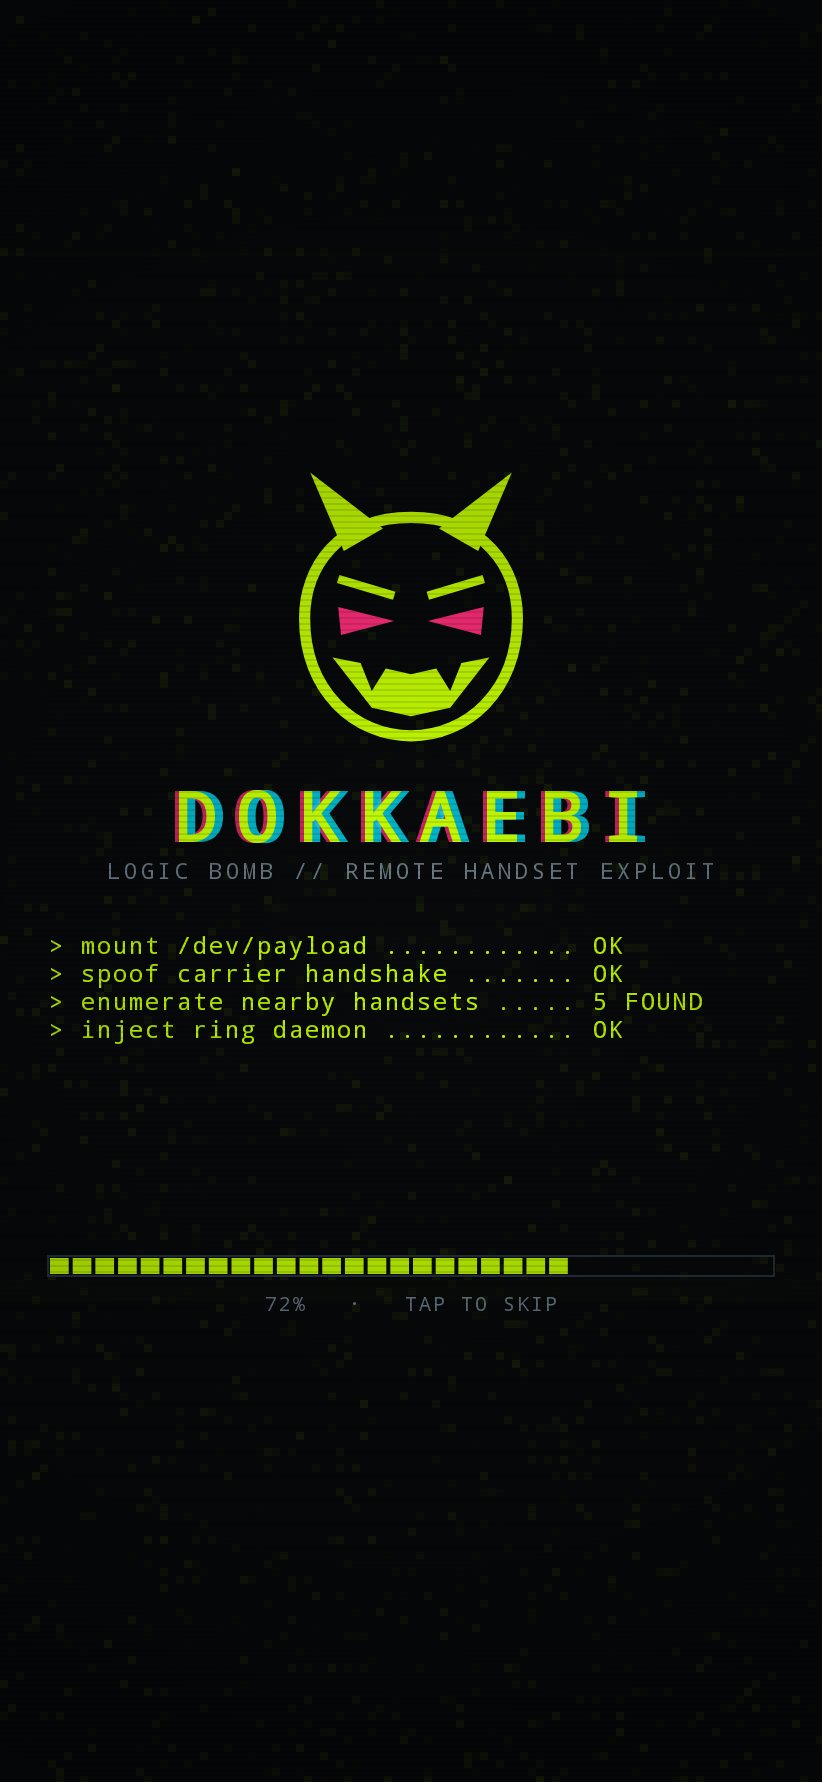 DOKKAEBI
LOGIC BOMB // REMOTE HANDSET EXPLOIT
> mount /dev/payload ............ OK
> spoof carrier handshake ....... OK
> enumerate nearby handsets ..... 5 FOUND
> inject ring daemon ............ OK
72% · TAP TO SKIP